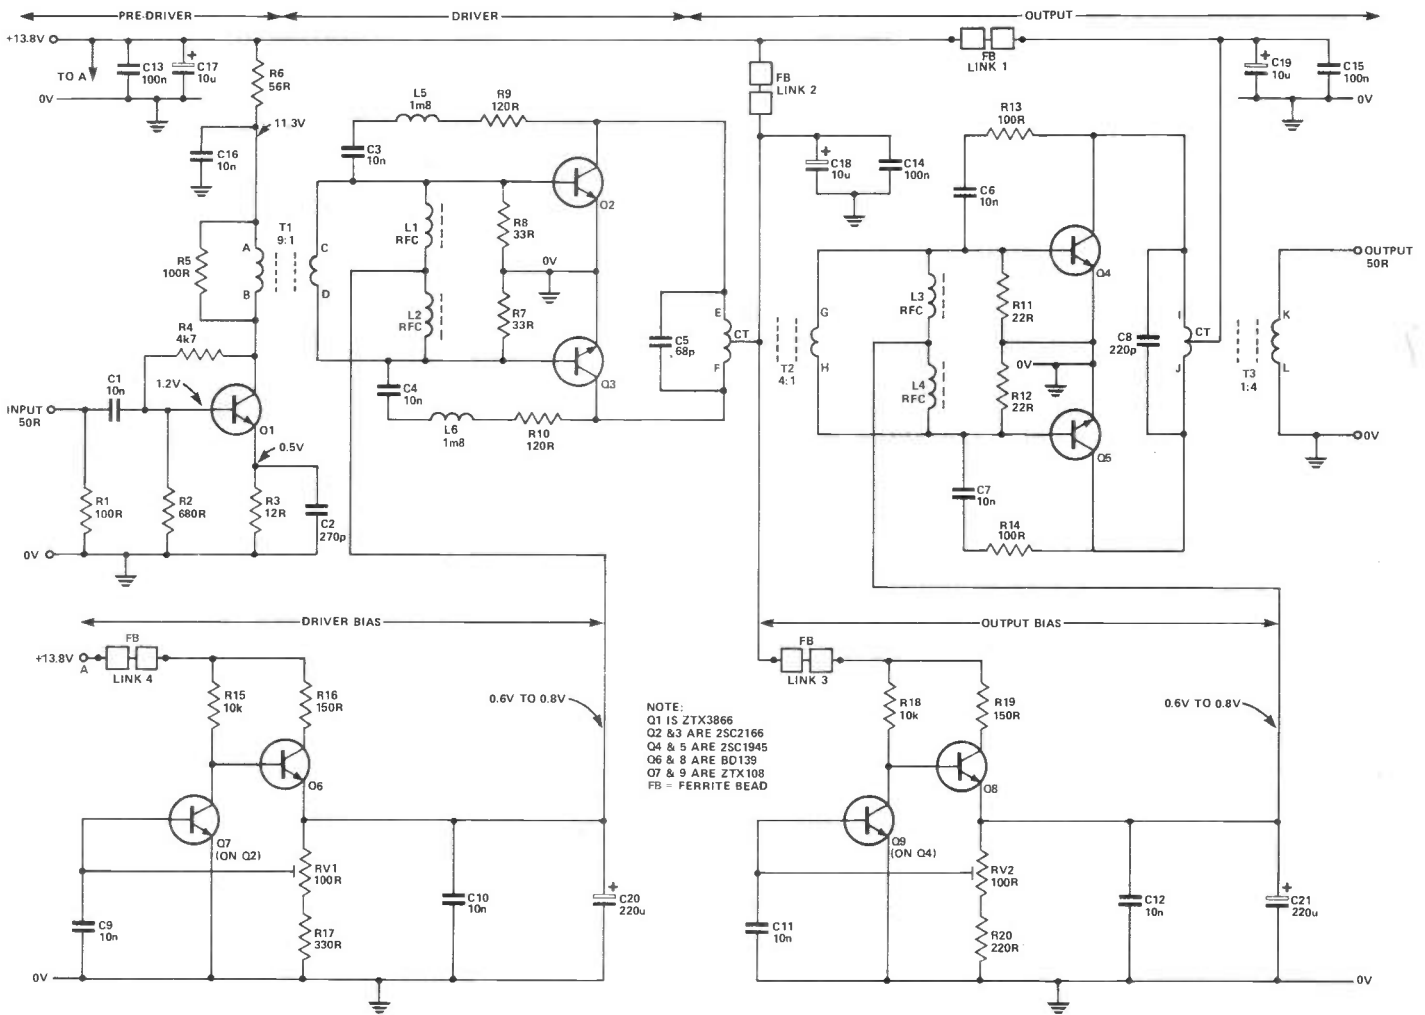 PRE-DRIVER
DRIVER
OUTPUT
+13.8V
TO A
C13
100n
+
C17
10u
R6
56R
0V
11.3V
C16
10n
FB
LINK 1
FB
LINK 2
+
C19
10u
C15
100n
0V
L5
1m8
R9
120R
C3
10n
Q2
R13
100R
+
C18
10u
C14
100n
C6
10n
Q4
R5
100R
A
B
T1
9:1
C
D
L1
RFC
R8
33R
0V
L2
RFC
R7
33R
Q3
C5
68p
E
F
CT
T2
4:1
G
H
L3
RFC
R11
22R
0V
L4
RFC
R12
22R
Q5
C8
220p
I
J
CT
T3
1:4
K
L
OUTPUT
50R
0V
R4
4k7
C1
10n
1.2V
INPUT
50R
Q1
0.5V
C4
10n
L6
1m8
R10
120R
R1
100R
R2
680R
R3
12R
C2
270p
0V
C7
10n
R14
100R
DRIVER BIAS
OUTPUT BIAS
+13.8V
A
FB
LINK 4
R15
10k
R16
150R
Q6
Q7
(ON Q2)
RV1
100R
R17
330R
C9
10n
C10
10n
+
C20
220u
0.6V TO 0.8V
0V
NOTE:
Q1 IS ZTX3866
Q2 &3 ARE 2SC2166
Q4 & 5 ARE 2SC1945
Q6 & 8 ARE BD139
Q7 & 9 ARE ZTX108
FB = FERRITE BEAD
FB
LINK 3
R18
10k
R19
150R
Q8
Q9
(ON Q4)
RV2
100R
R20
220R
C11
10n
C12
10n
+
C21
220u
0.6V TO 0.8V
0V